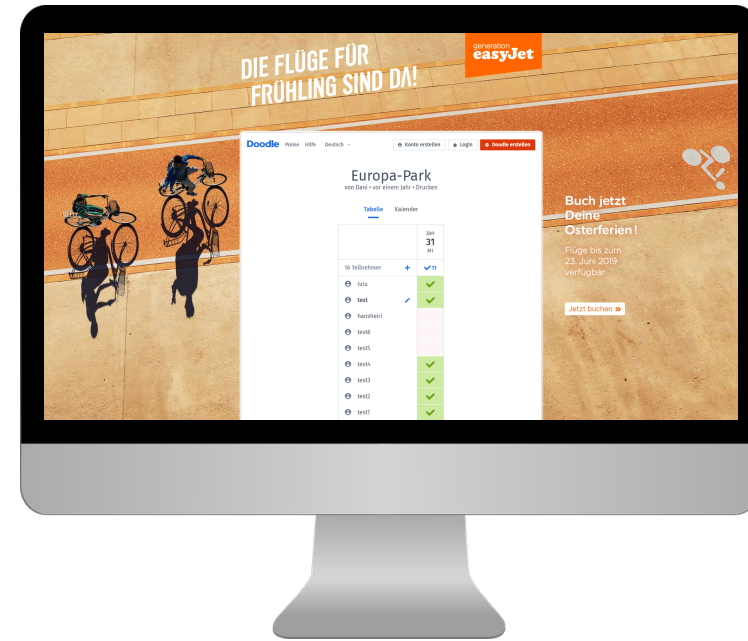 DIE FLÜGE FÜR
FRÜHLING SIND DA!
generation
easyJet
Doodle Preise Hilfe Deutsch Konto erstellen Login Doodle erstellen
Europa-Park
von Dani • vor einem Jahr • Drucken
Tabelle Kalender
Jan
31
Mi
16 Teilnehmer + 11
lulu
test
hansheiri
test6
test5
test4
test3
test2
test1
Buch jetzt
Deine
Osterferien!
Flüge bis zum
23. Juni 2019
verfügbar
Jetzt buchen »